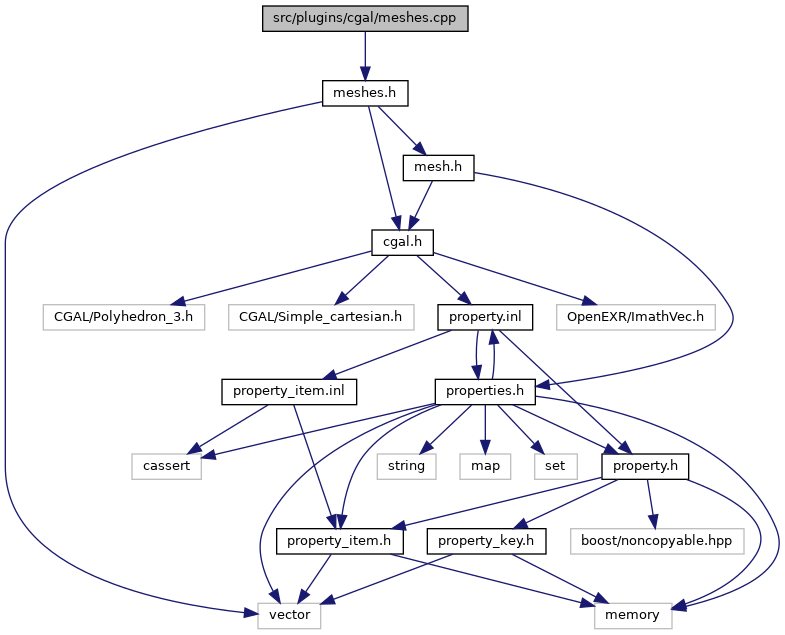 src/plugins/cgal/meshes.cpp
meshes.h
mesh.h
cgal.h
CGAL/Polyhedron_3.h
CGAL/Simple_cartesian.h
property.inl
OpenEXR/ImathVec.h
property_item.inl
properties.h
cassert
string
map
set
property.h
property_item.h
property_key.h
boost/noncopyable.hpp
vector
memory